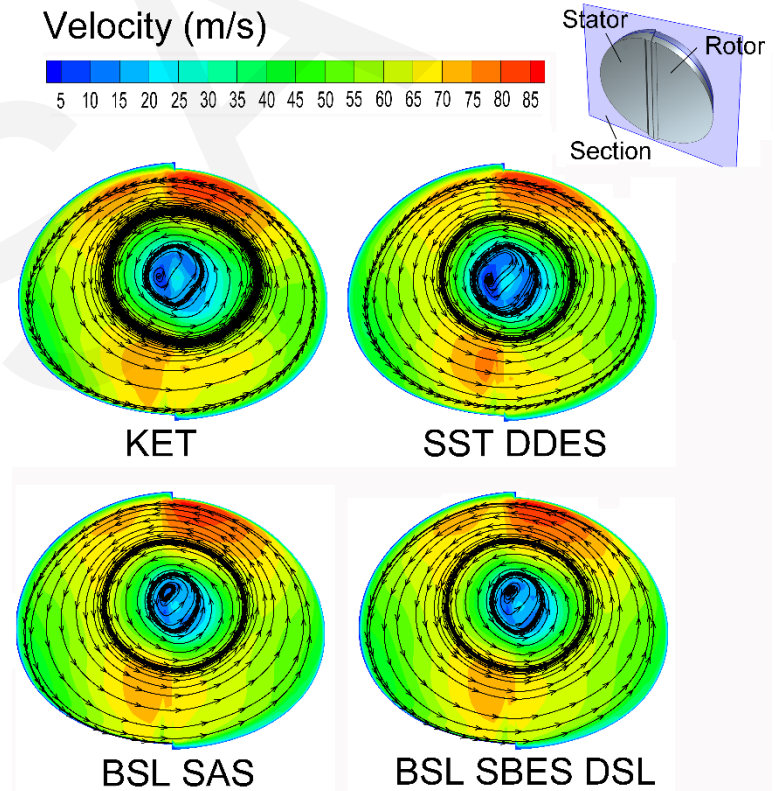 Velocity (m/s)
5 10 15 20 25 30 35 40 45 50 55 60 65 70 75 80 85
Stator
Rotor
Section
KET
SST DDES
BSL SAS
BSL SBES DSL